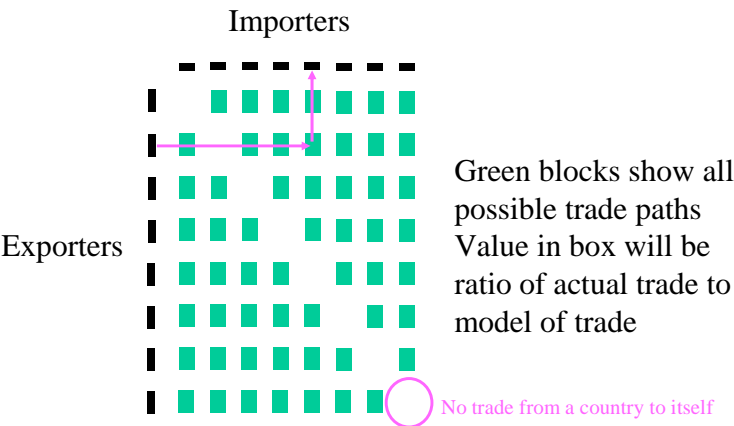 Importers
Exporters
Green blocks show all
possible trade paths
Value in box will be
ratio of actual trade to
model of trade
No trade from a country to itself